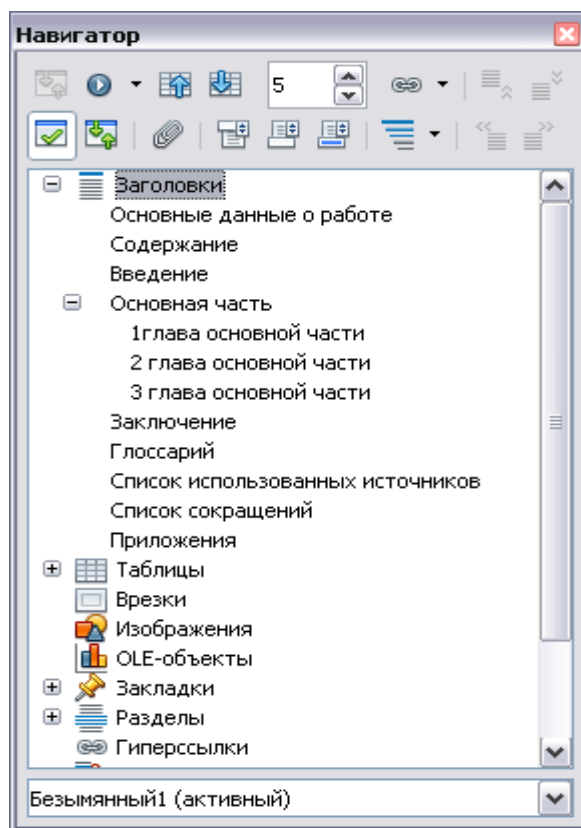 Навигатор
5
Заголовки
Основные данные о работе
Содержание
Введение
Основная часть
1глава основной части
2 глава основной части
3 глава основной части
Заключение
Глоссарий
Список использованных источников
Список сокращений
Приложения
Таблицы
Врезки
Изображения
OLE-объекты
Закладки
Разделы
Гиперссылки
Безымянный1 (активный)